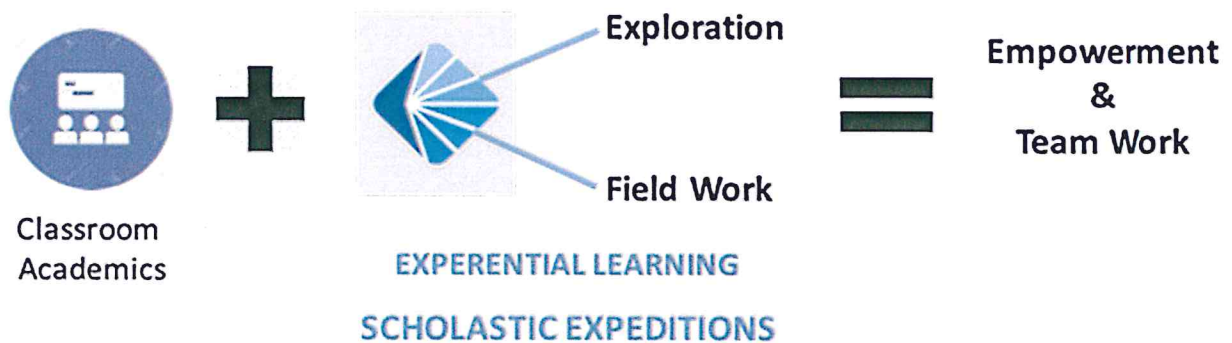 Classroom
Academics
Exploration
Field Work
EXPERENTIAL LEARNING
SCHOLASTIC EXPEDITIONS
Empowerment
&
Team Work